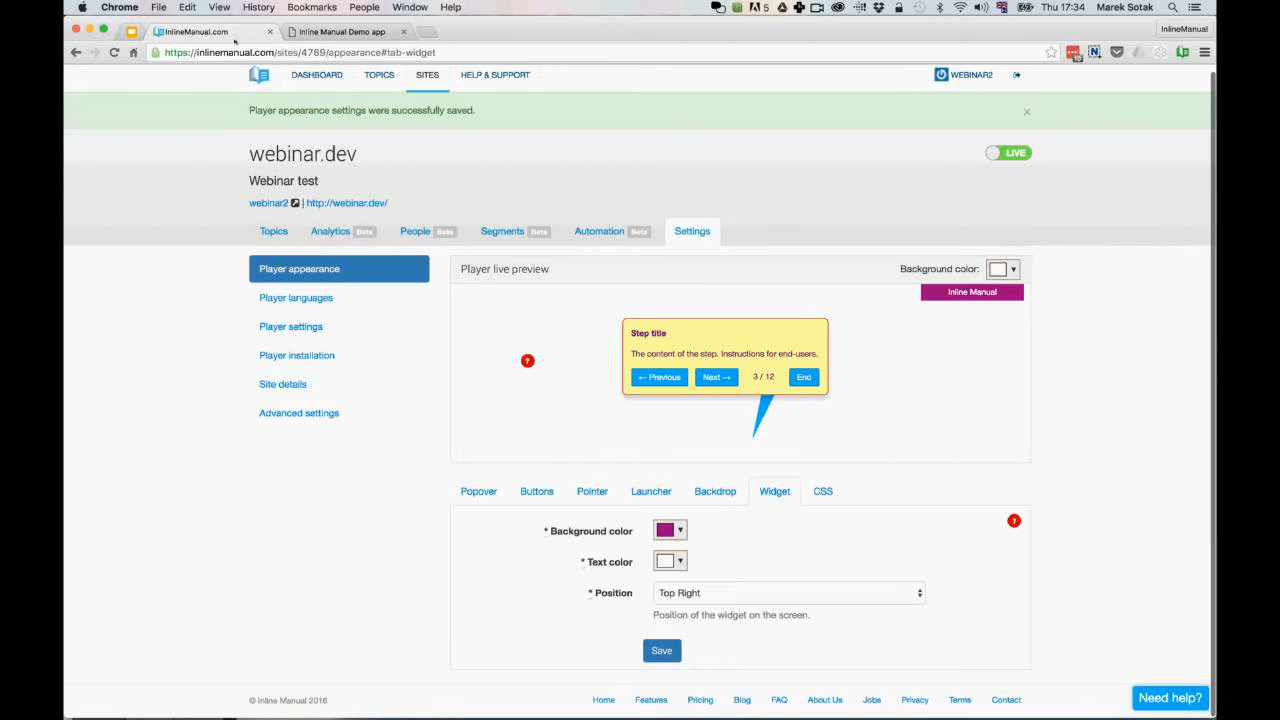 Chrome File Edit View History Bookmarks People Window Help
5 Thu 17:34 Marek Sotak
InlineManual.com
Inline Manual Demo app
InlineManual
https://inlinemanual.com/sites/4769/appearance#tab-widget
DASHBOARD TOPICS SITES HELP & SUPPORT WEBINAR2
Player appearance settings were successfully saved. ×
webinar.dev LIVE
Webinar test
webinar2 | http://webinar.dev/
Topics Analytics Beta People Beta Segments Beta Automation Beta Settings
Player appearance
Player languages
Player settings
Player installation
Site details
Advanced settings
Player live preview Background color:
Inline Manual
Step title
?
The content of the step. Instructions for end-users.
← Previous Next → 3 / 12 End
Popover Buttons Pointer Launcher Backdrop Widget CSS
?
* Background color
* Text color
* Position Top Right
Position of the widget on the screen.
Save
© Inline Manual 2016 Home Features Pricing Blog FAQ About Us Jobs Privacy Terms Contact
Need help?